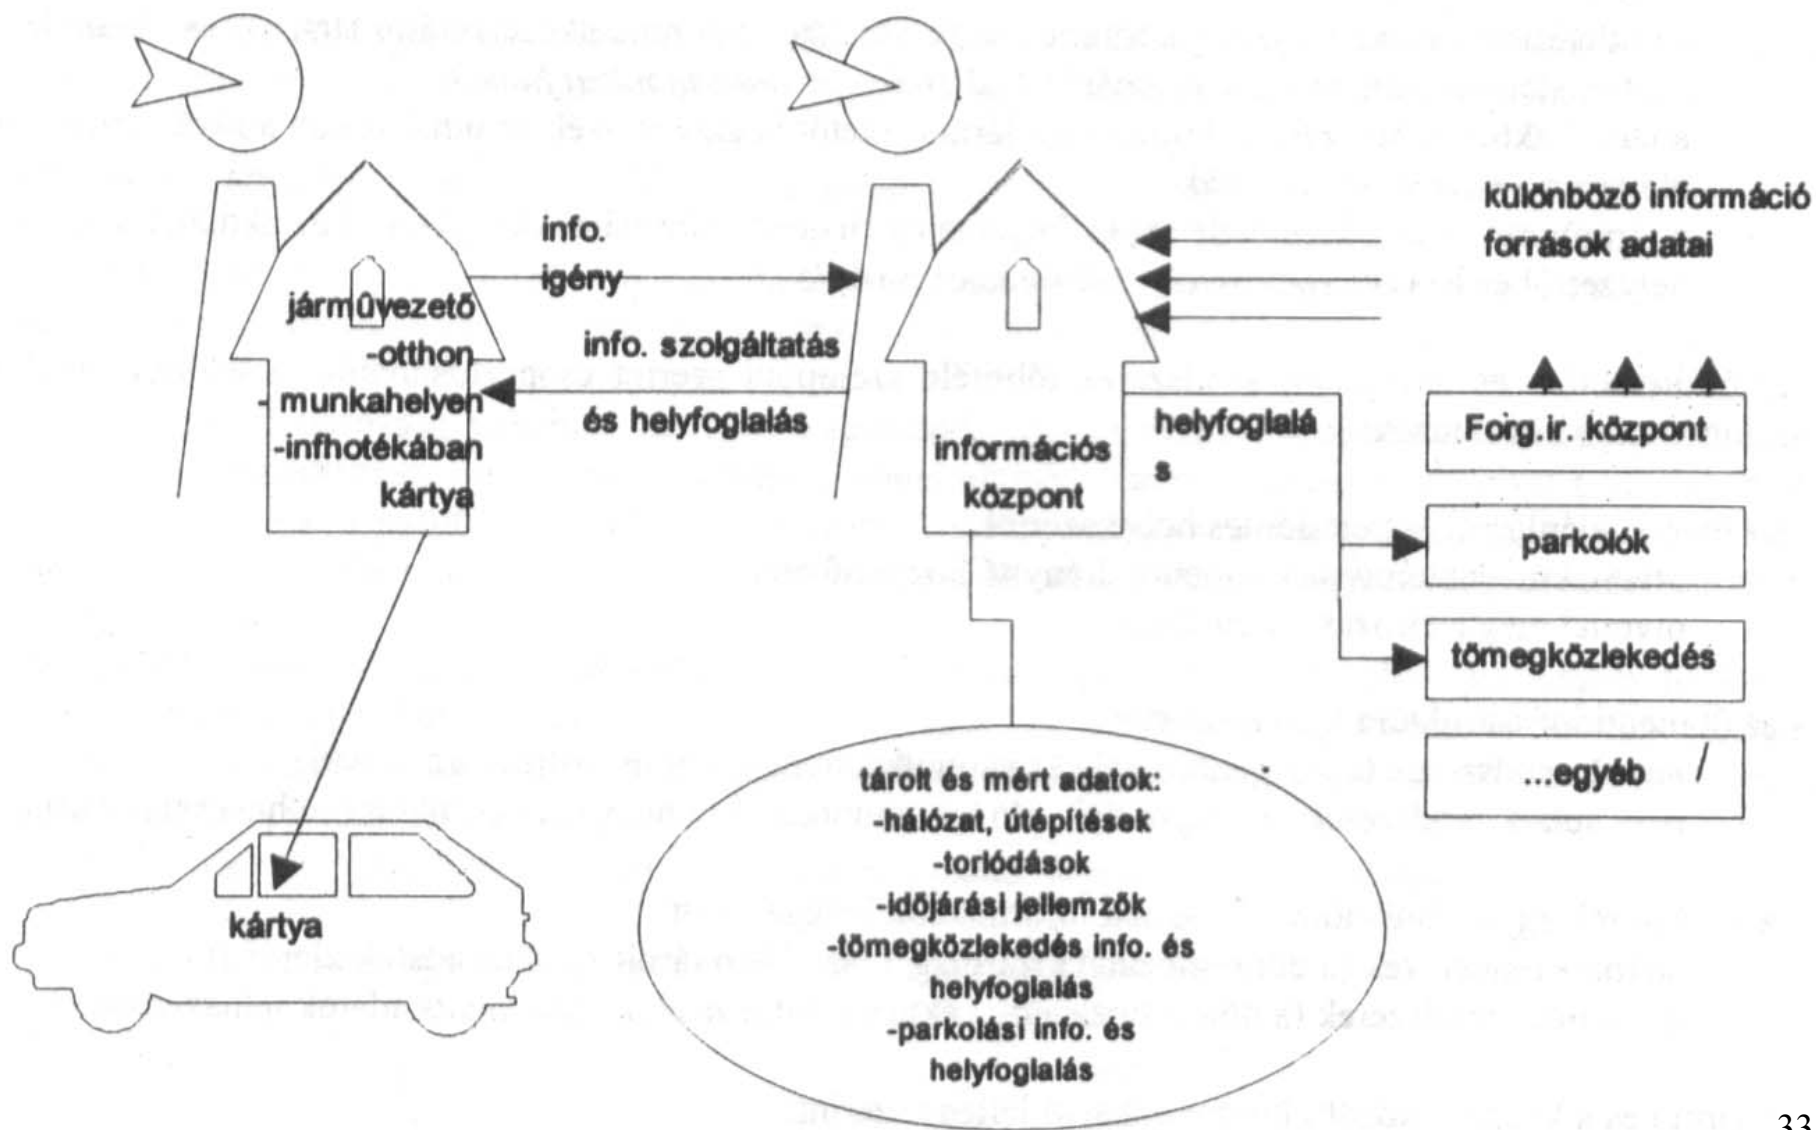 info.
igény
különböző információ
források adatai
járművezető
-otthon
- munkahelyen
-infhotékában
kártya
info. szolgáltatás
és helyfoglalás
információs
központ
helyfoglalá
s
Forg.ir. központ
parkolók
tömegközlekedés
...egyéb /
kártya
tárolt és mért adatok:
-hálózat, útépítések
-torlódások
-időjárási jellemzők
-tömegközlekedés info. és
helyfoglalás
-parkolási info. és
helyfoglalás
33